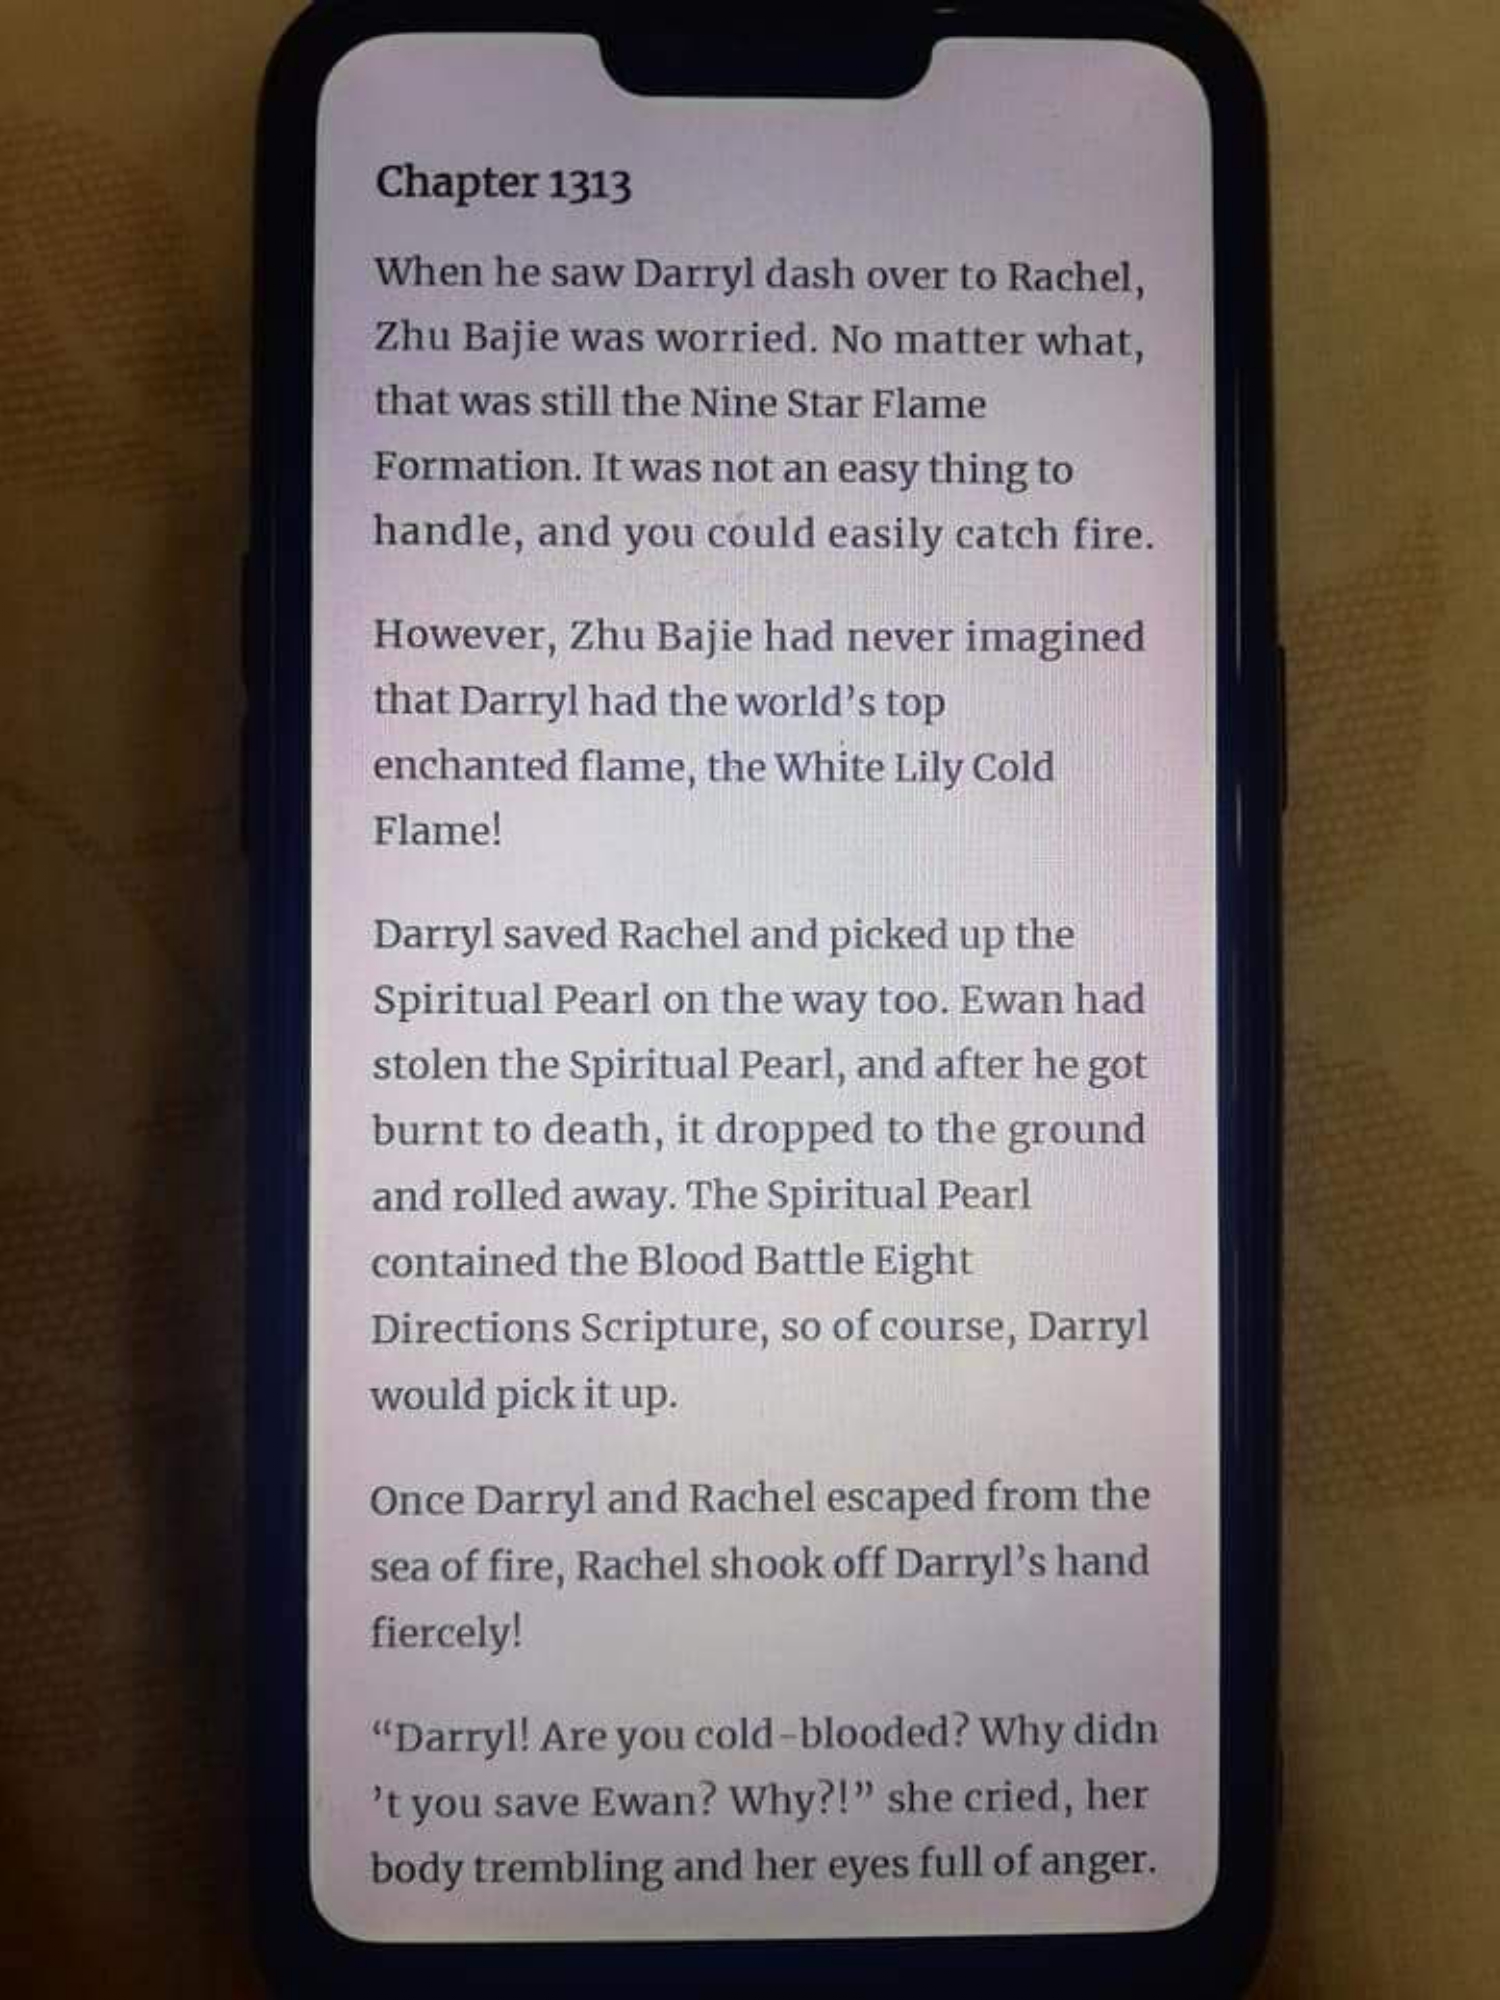 Chapter 1313
When he saw Darryl dash over to Rachel,
Zhu Bajie was worried. No matter what,
that was still the Nine Star Flame
Formation. It was not an easy thing to
handle, and you could easily catch fire.
However, Zhu Bajie had never imagined
that Darryl had the world’s top
enchanted flame, the White Lily Cold
Flame!
Darryl saved Rachel and picked up the
Spiritual Pearl on the way too. Ewan had
stolen the Spiritual Pearl, and after he got
burnt to death, it dropped to the ground
and rolled away. The Spiritual Pearl
contained the Blood Battle Eight
Directions Scripture, so of course, Darryl
would pick it up.
Once Darryl and Rachel escaped from the
sea of fire, Rachel shook off Darryl’s hand
fiercely!
“Darryl! Are you cold-blooded? Why didn
’t you save Ewan? Why?!” she cried, her
body trembling and her eyes full of anger.